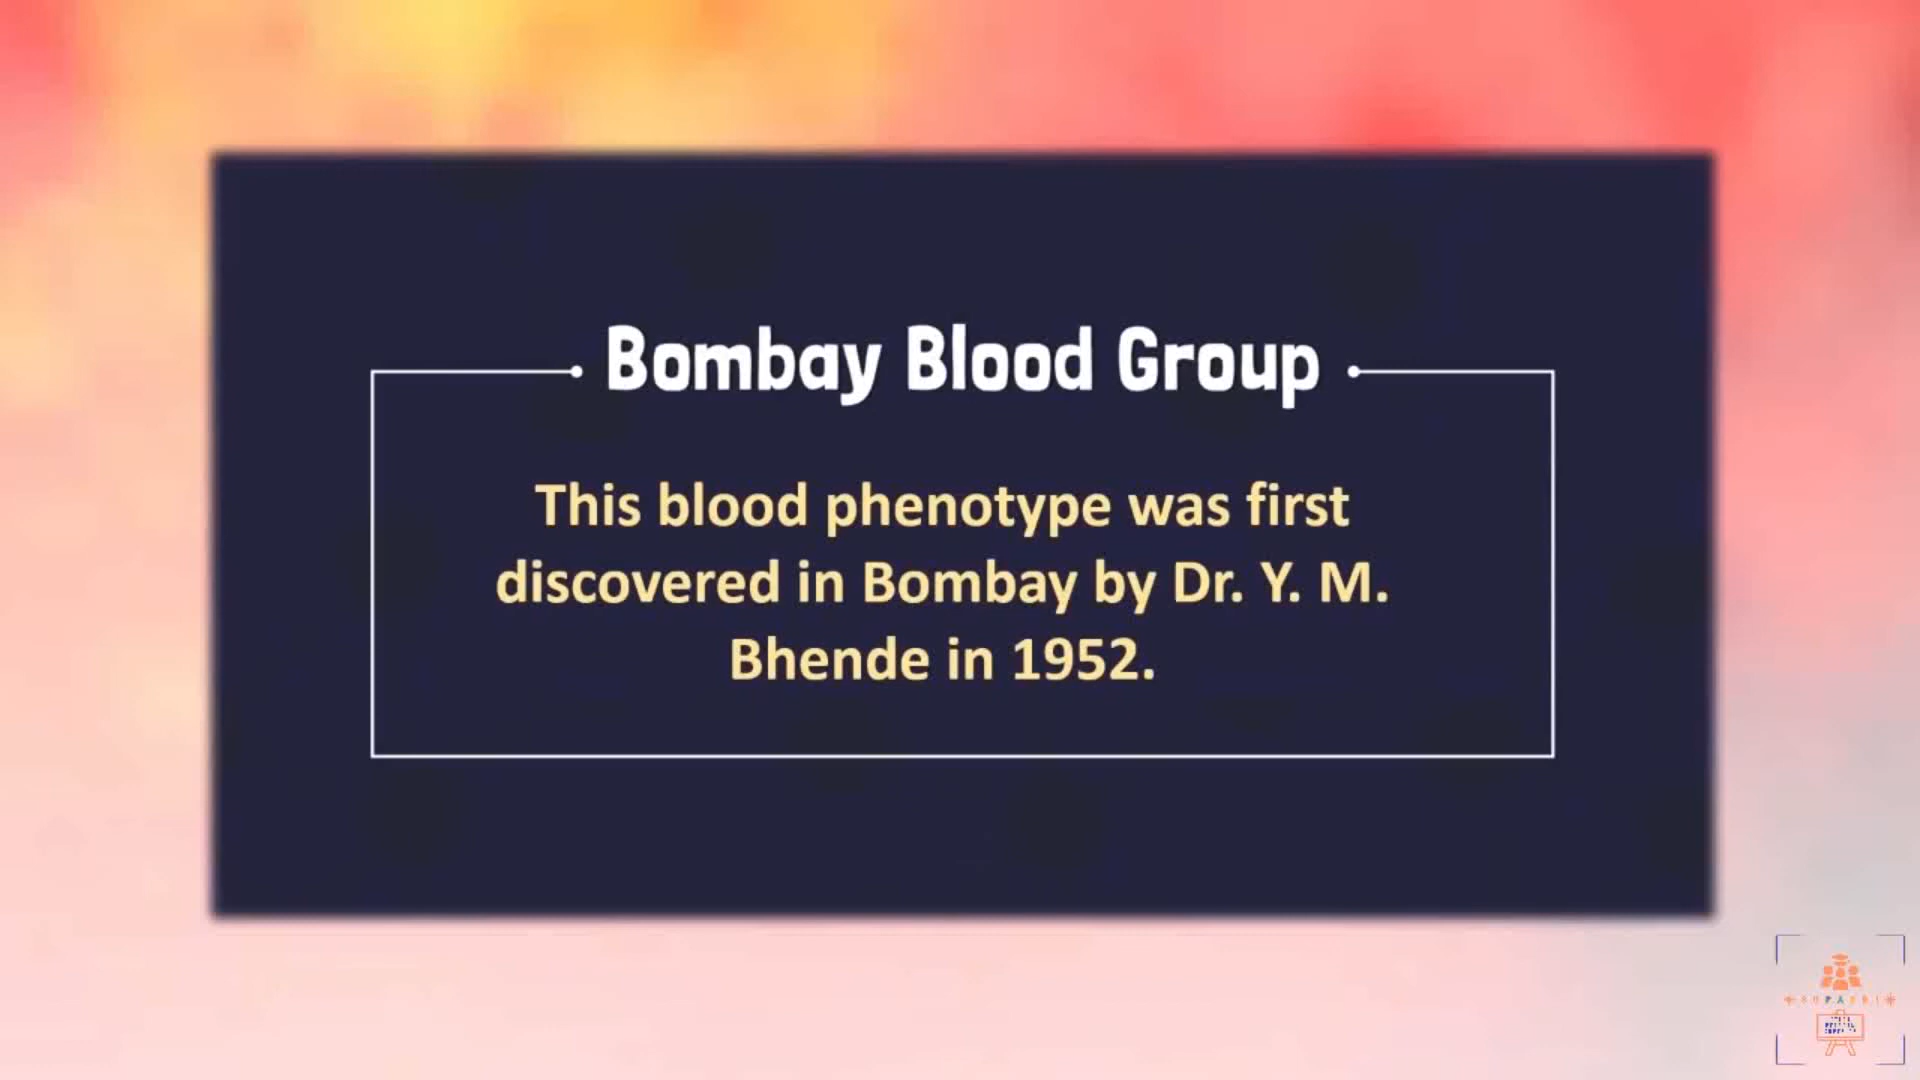 Bombay Blood Group
This blood phenotype was first
discovered in Bombay by Dr. Y. M.
Bhende in 1952.